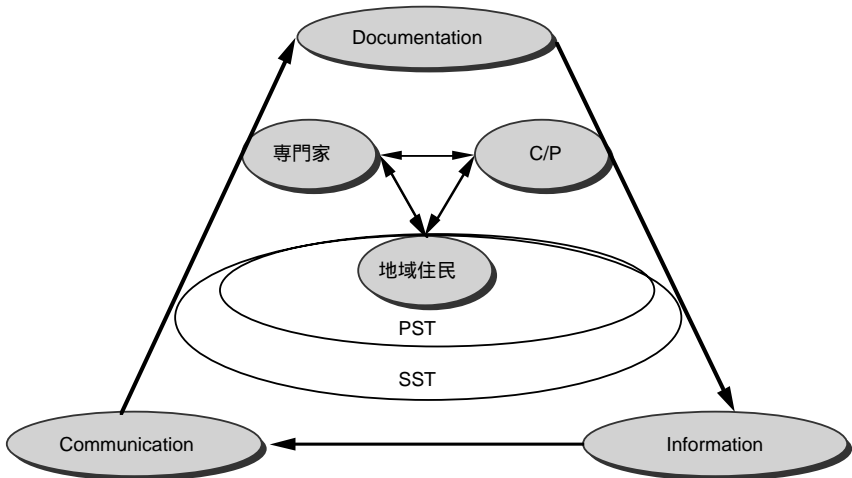 Documentation
専門家
C/P
地域住民
PST
SST
Communication
Information